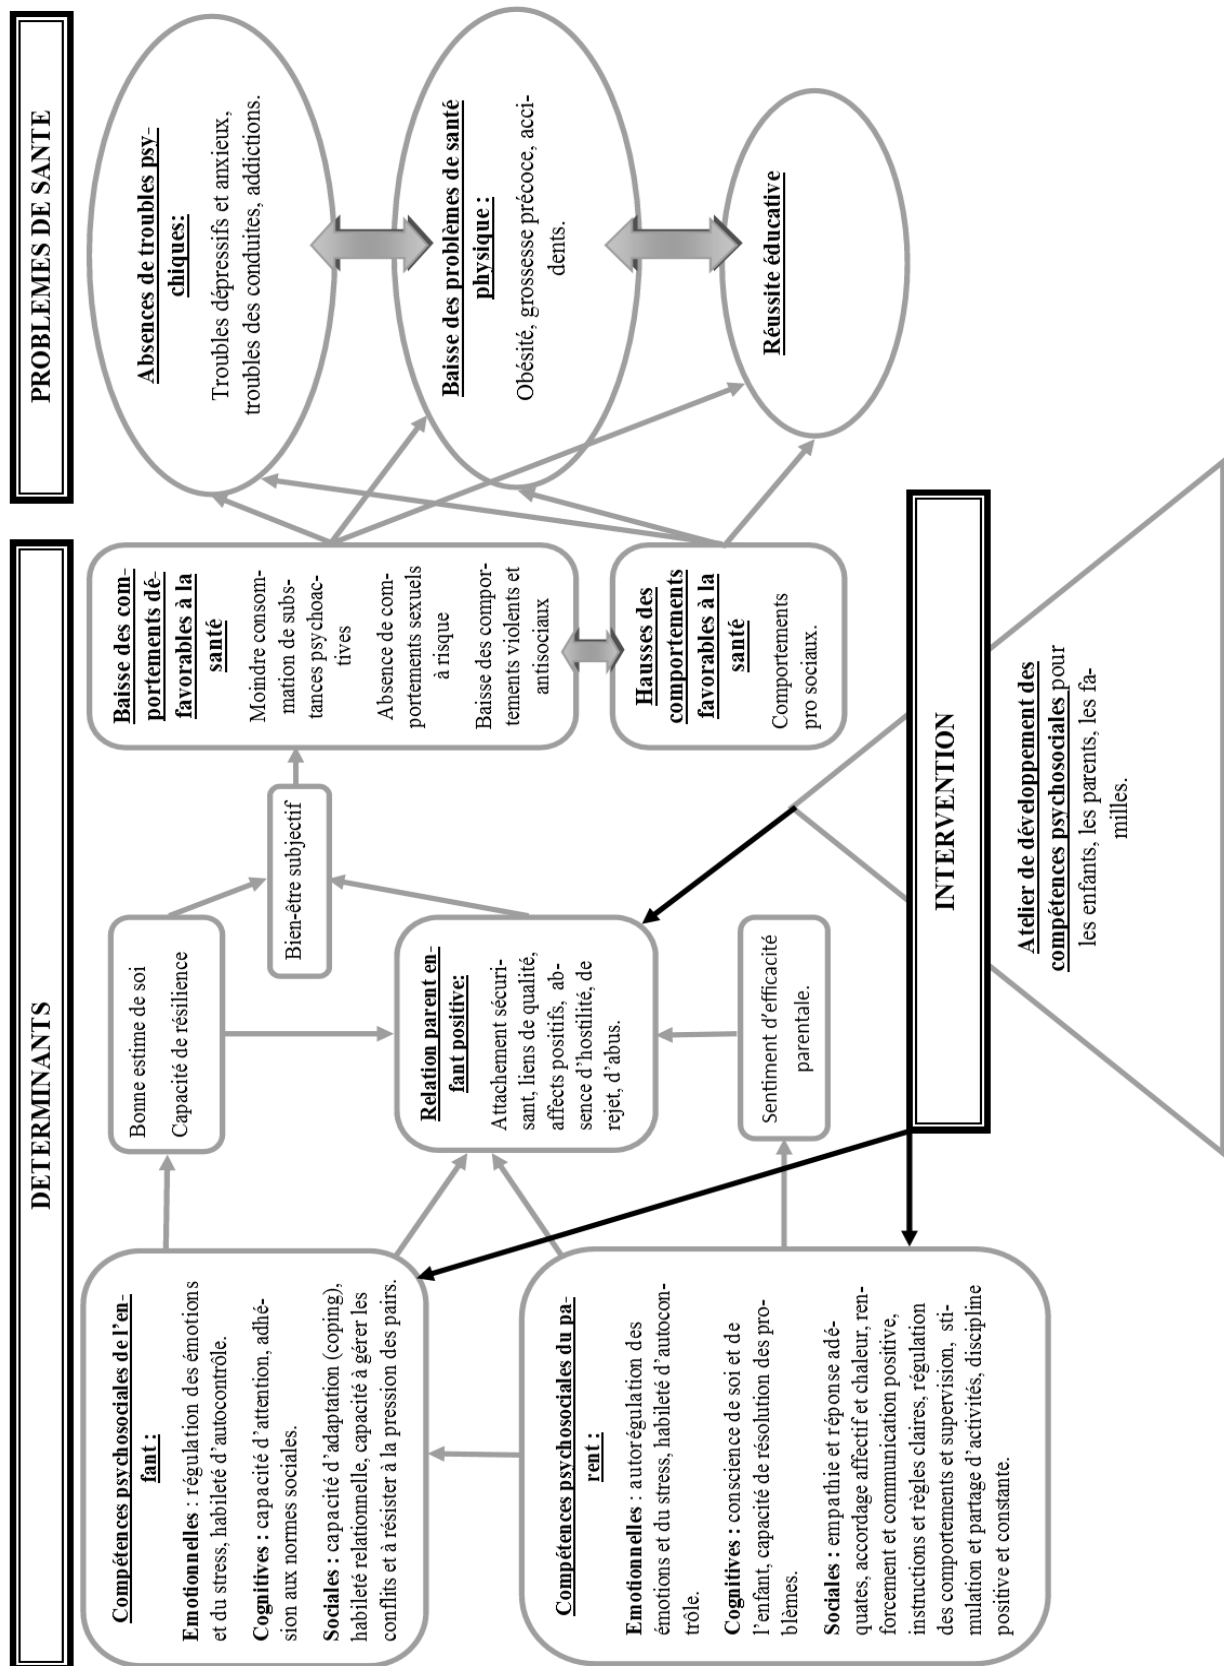 DETERMINANTS
PROBLEMES DE SANTE
Compétences psychosociales de l'en-
fant :
Emotionnelles : régulation des émotions
et du stress, habileté d'autocontrôle.
Cognitives : capacité d'attention, adhé-
sion aux normes sociales.
Sociales : capacité d'adaptation (coping),
habileté relationnelle, capacité à gérer les
conflits et à résister à la pression des pairs.
Compétences psychosociales du pa-
rent :
Emotionnelles : autorégulation des
émotions et du stress, habileté d'autocon-
trôle.
Cognitives : conscience de soi et de
l'enfant, capacité de résolution des pro-
blèmes.
Sociales : empathie et réponse adé-
quates, accordage affectif et chaleur, ren-
forcement et communication positive,
instructions et règles claires, régulation
des comportements et supervision, sti-
mulation et partage d'activités, discipline
positive et constante.
Bonne estime de soi
Capacité de résilience
Relation parent en-
fant positive:
Attachement sécuri-
sant, liens de qualité,
affects positifs, ab-
sence d'hostilité, de
rejet, d'abus.
Sentiment d'efficacité
parentale.
Bien-être subjectif
Baisse des com-
portements dé-
favorables à la
santé
Moindre consom-
mation de subs-
tances psychoac-
tives
Absence de com-
portements sexuels
à risque
Baisse des compor-
tements violents et
antisociaux
Hausses des
comportements
favorables à la
santé
Comportements
pro sociaux.
Absences de troubles psy-
chiques:
Troubles dépressifs et anxieux,
troubles des conduites, addictions.
Baisse des problèmes de santé
physique :
Obésité, grossesse précoce, acci-
dents.
Réussite éducative
INTERVENTION
Atelier de développement des
compétences psychosociales pour
les enfants, les parents, les fa-
milles.